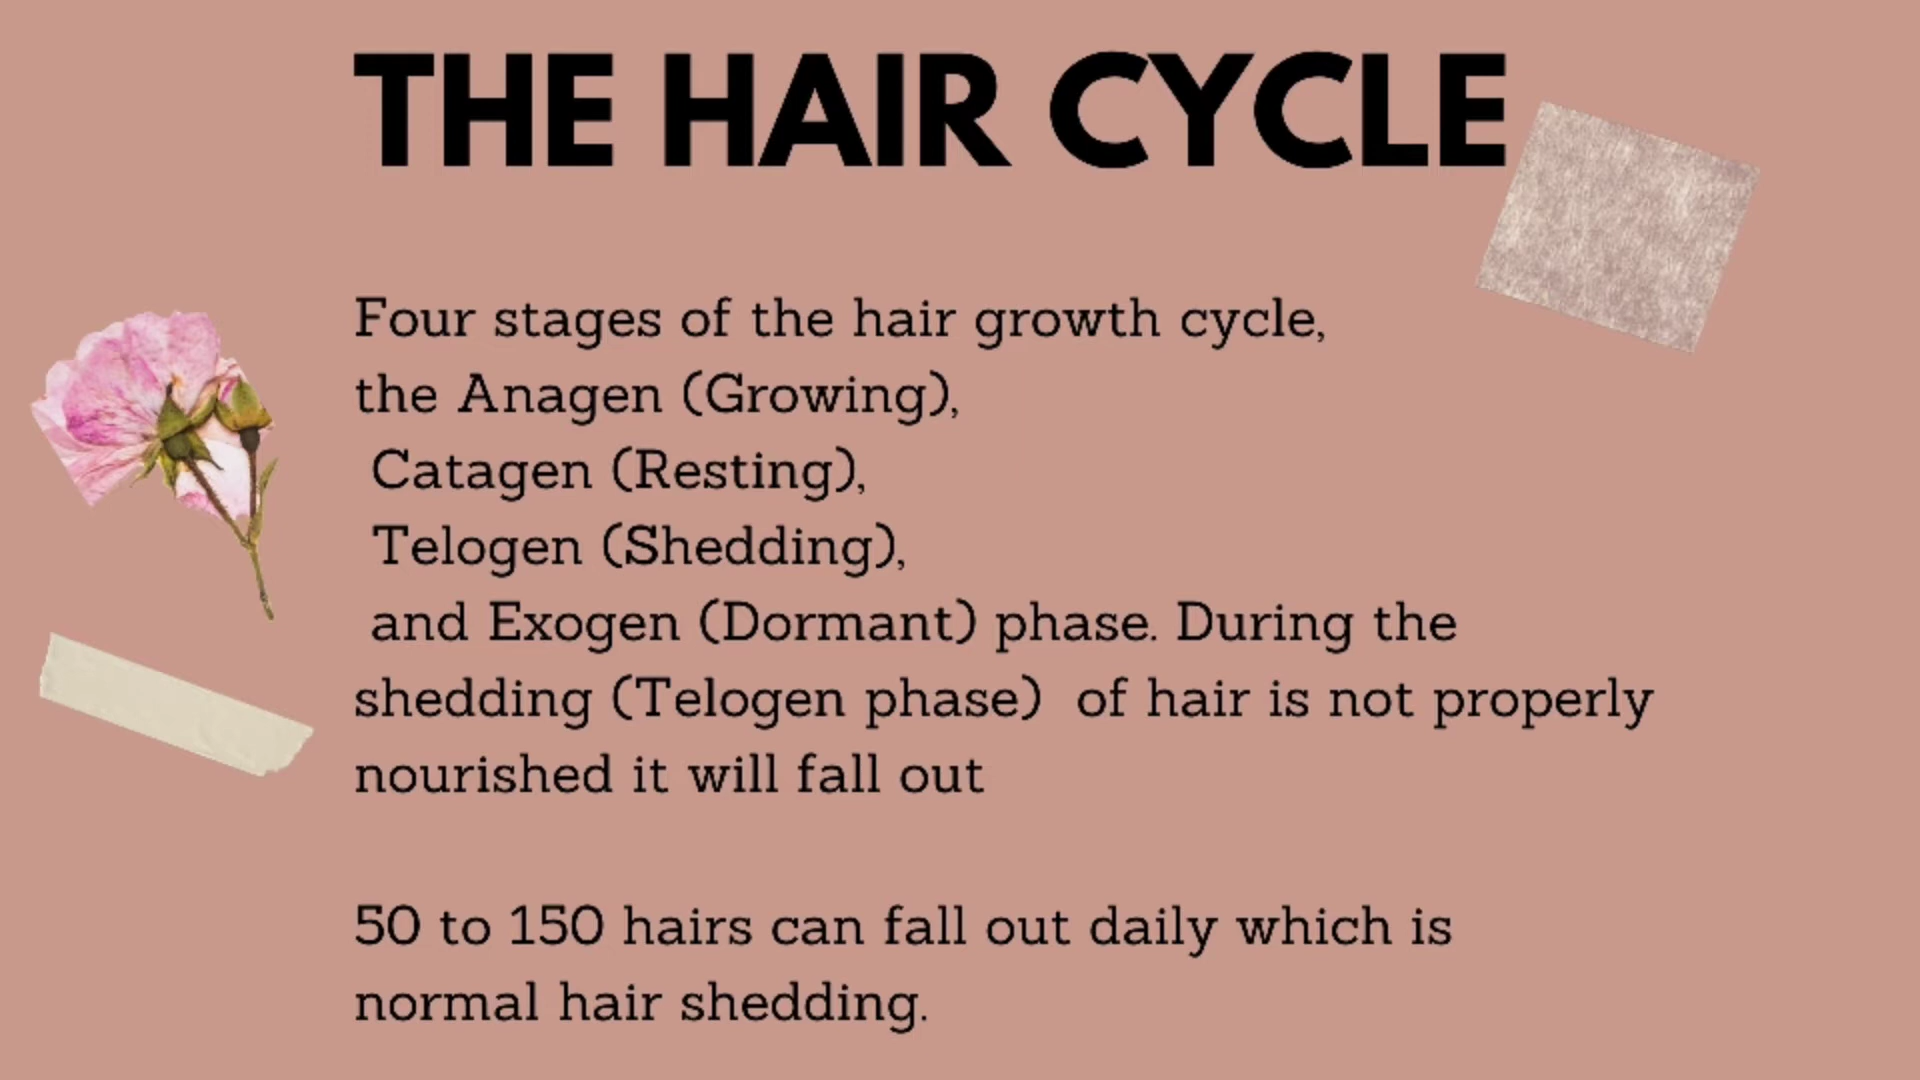 THE HAIR CYCLE
Four stages of the hair growth cycle,
the Anagen (Growing),
Catagen (Resting),
Telogen (Shedding),
and Exogen (Dormant) phase. During the
shedding (Telogen phase) of hair is not properly
nourished it will fall out
50 to 150 hairs can fall out daily which is
normal hair shedding.